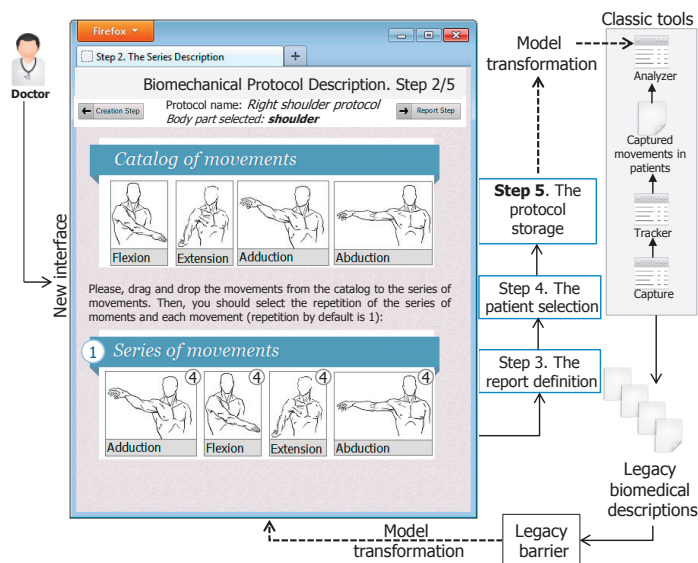 Doctor
New interface
Firefox
Step 2. The Series Description
+
Biomechanical Protocol Description. Step 2/5
Creation Step
Protocol name: Right shoulder protocol
Body part selected: shoulder
Report Step
Catalog of movements
Flexion
Extension
Adduction
Abduction
Please, drag and drop the movements from the catalog to the series of
movements. Then, you should select the repetition of the series of
moments and each movement (repetition by default is 1):
1
Series of movements
4
4
4
4
Adduction
Flexion
Extension
Abduction
Model
transformation
Step 5. The
protocol
storage
Step 4. The
patient selection
Step 3. The
report definition
Classic tools
Analyzer
Captured
movements in
patients
Tracker
Capture
Legacy
biomedical
descriptions
Legacy
barrier
Model
transformation